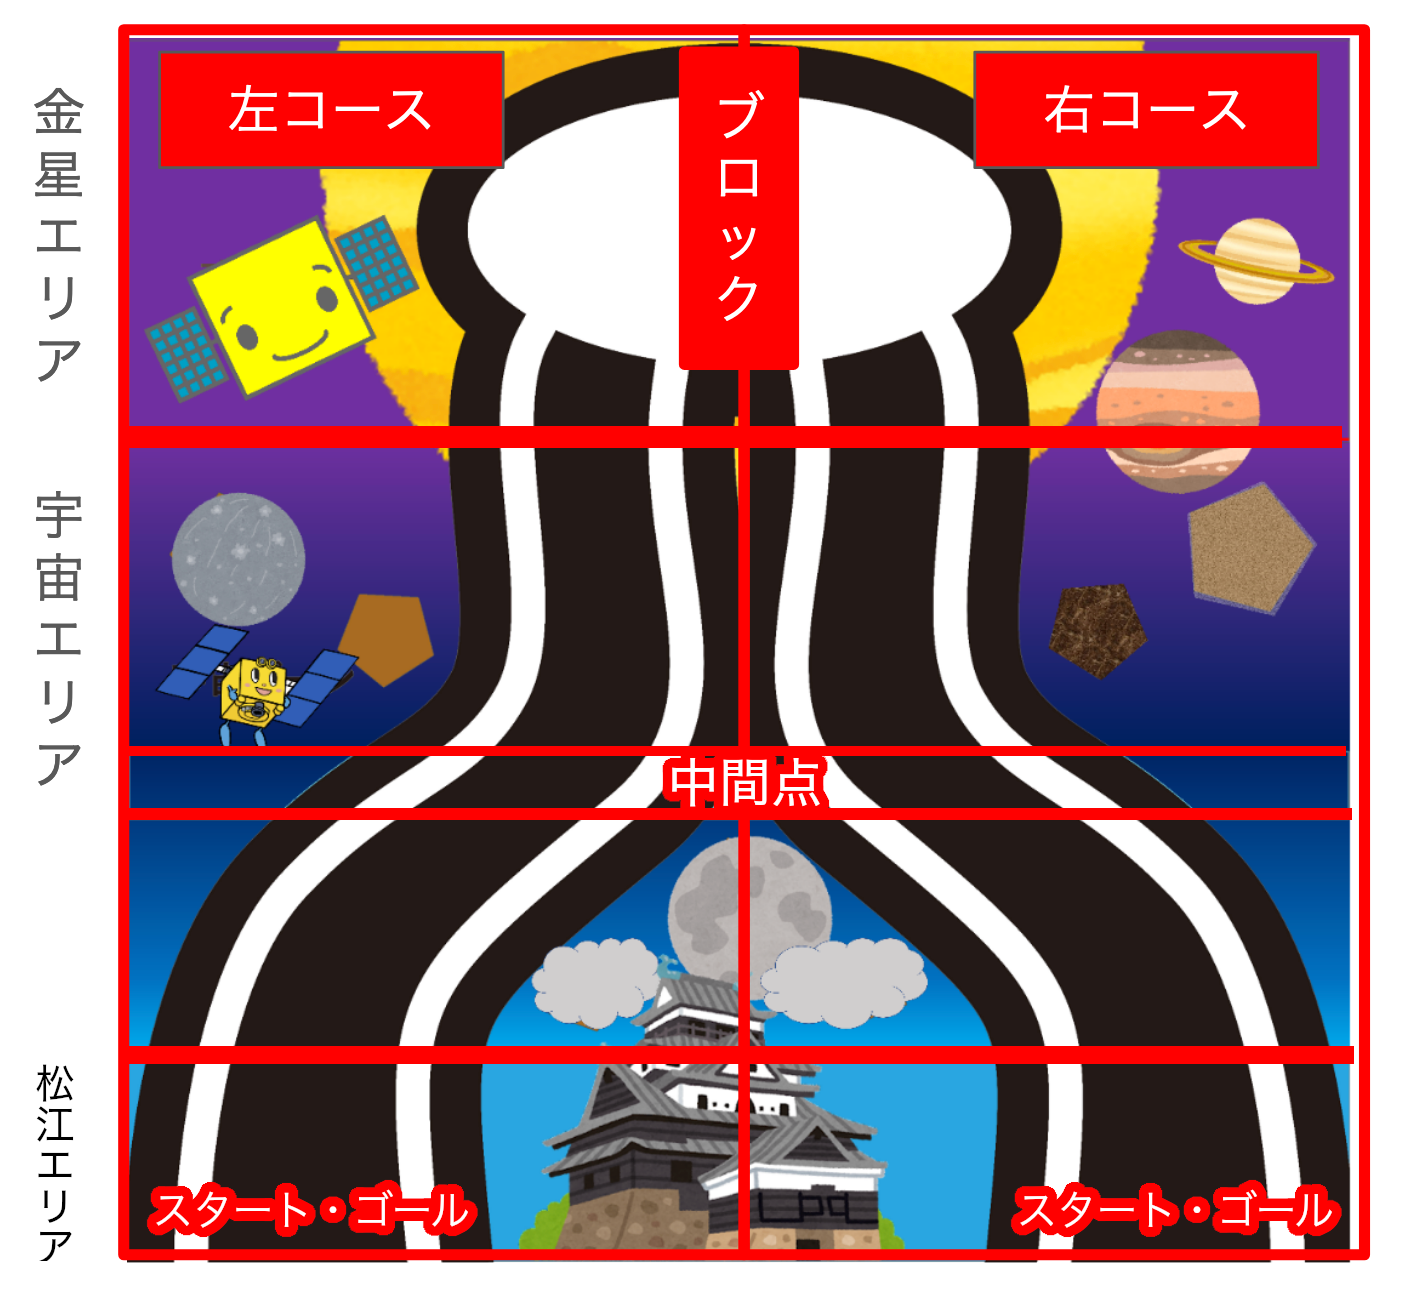 左コース
ブロック
右コース
金星エリア
宇宙エリア
中間点
松江エリア
スタート・ゴール
スタート・ゴール